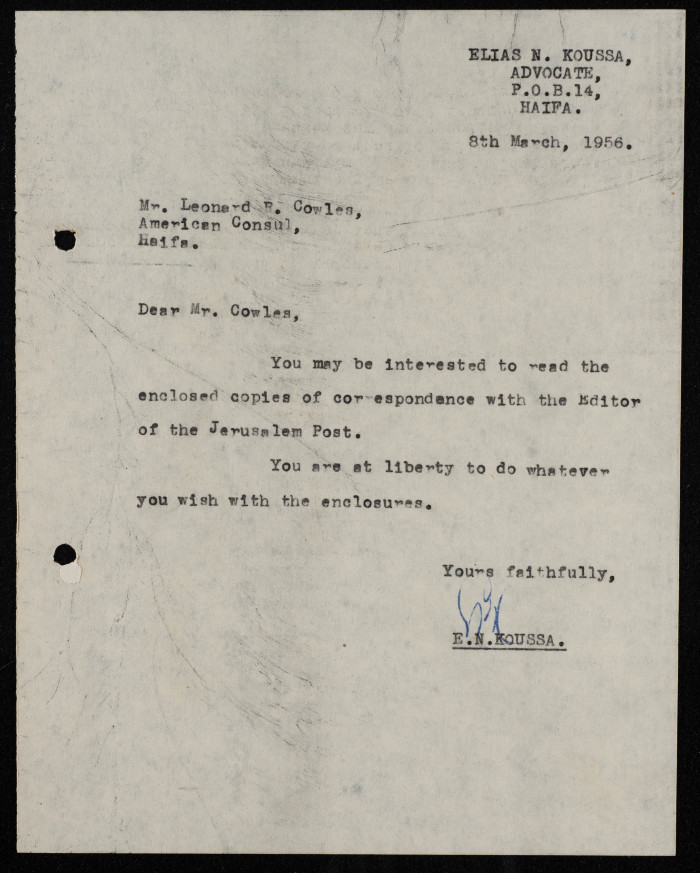 ELIAS N. KOUSSA,
ADVOCATE,
P.O.B.14,
HAIFA.
8th March, 1956.
Mr. Leonard R. Cowles,
American Consul,
Haifa.
Dear Mr. Cowles,
You may be interested to read the
enclosed copies of correspondence with the Editor
of the Jerusalem Post.
You are at liberty to do whatever
you wish with the enclosures.
Yours faithfully,
E.N.KOUSSA.